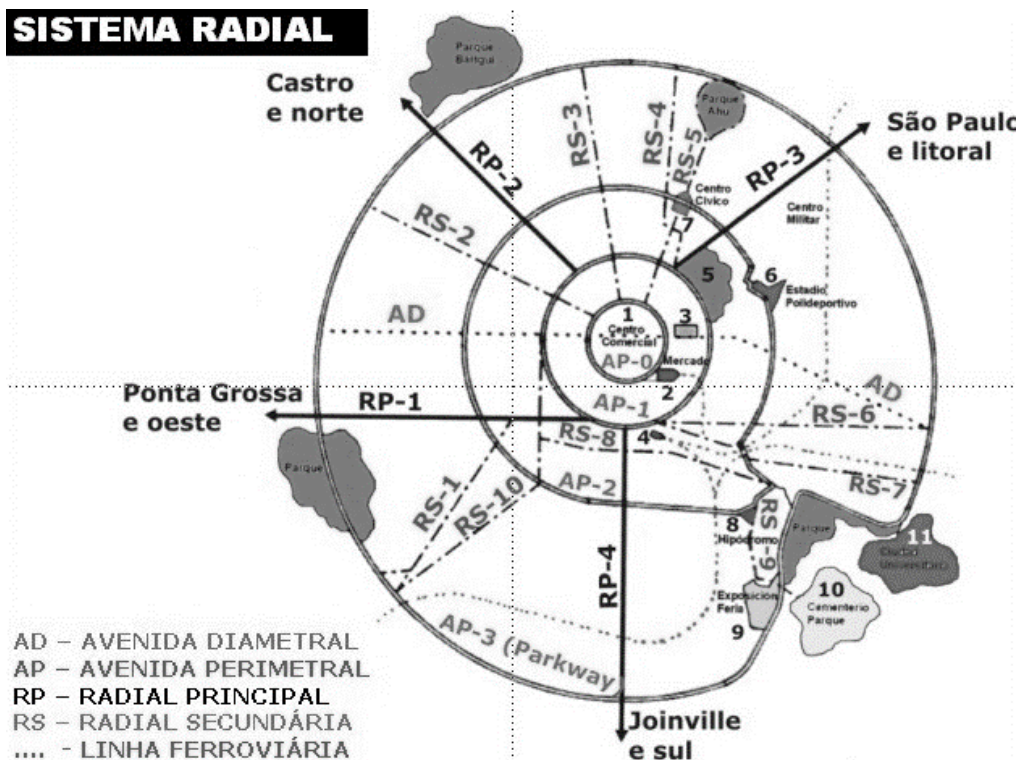 SISTEMA RADIAL
Parque
Barigui
Castro
e norte
RP-2
RS-3
RS-4
RS-5
Parque
Ahu
RP-3
São Paulo
e litoral
RS-2
Centro
Cívico
7
Centro
Militar
5
6
Estadio
Polideportivo
AD
1
Centro
Comercial
3
AP-0
Mercado
2
AD
Ponta Grossa
e oeste
RP-1
AP-1
RS-6
RS-8
4
Parque
RS-1
RS-10
AP-2
RS-7
8
Hipódromo
RS-9
Parque
11
Ciudad
Universitaria
RP-4
Exposicion
Feria
9
10
Cementerio
Parque
AP-3 (Parkway
AD - AVENIDA DIAMETRAL
AP - AVENIDA PERIMETRAL
RP - RADIAL PRINCIPAL
RS - RADIAL SECUNDÁRIA
.... - LINHA FERROVIÁRIA
Joinville
e sul